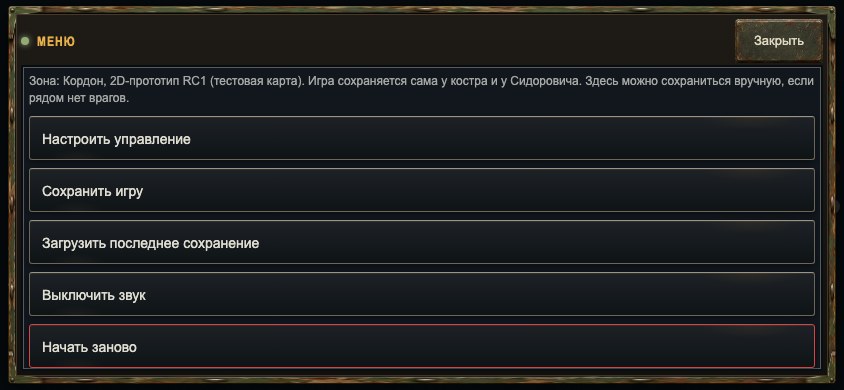 МЕНЮ
Закрыть
Зона: Кордон, 2D-прототип RC1 (тестовая карта). Игра сохраняется сама у костра и у Сидоровича. Здесь можно сохраниться вручную, если
рядом нет врагов.
Настроить управление
Сохранить игру
Загрузить последнее сохранение
Выключить звук
Начать заново